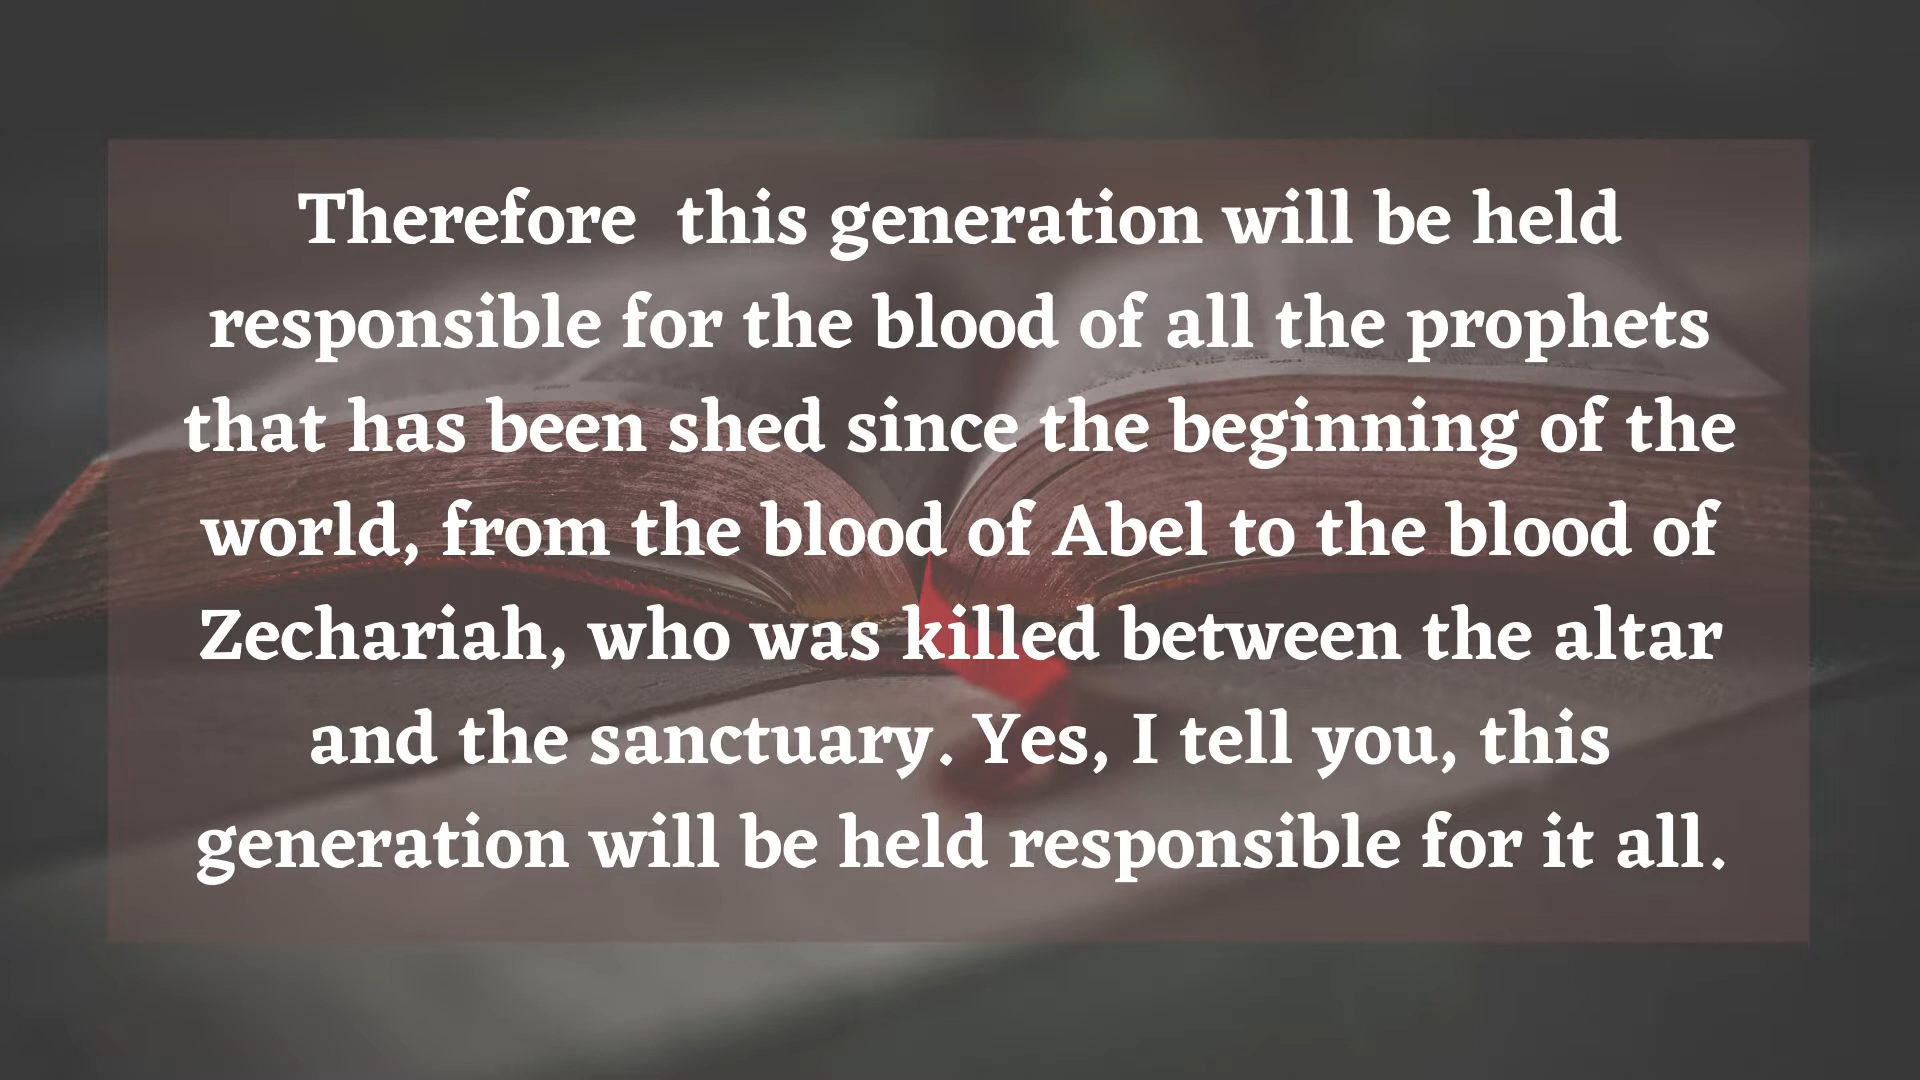 Therefore  this generation will be held
responsible for the blood of all the prophets
that has been shed since the beginning of the
world, from the blood of Abel to the blood of
Zechariah, who was killed between the altar
and the sanctuary. Yes, I tell you, this
generation will be held responsible for it all.